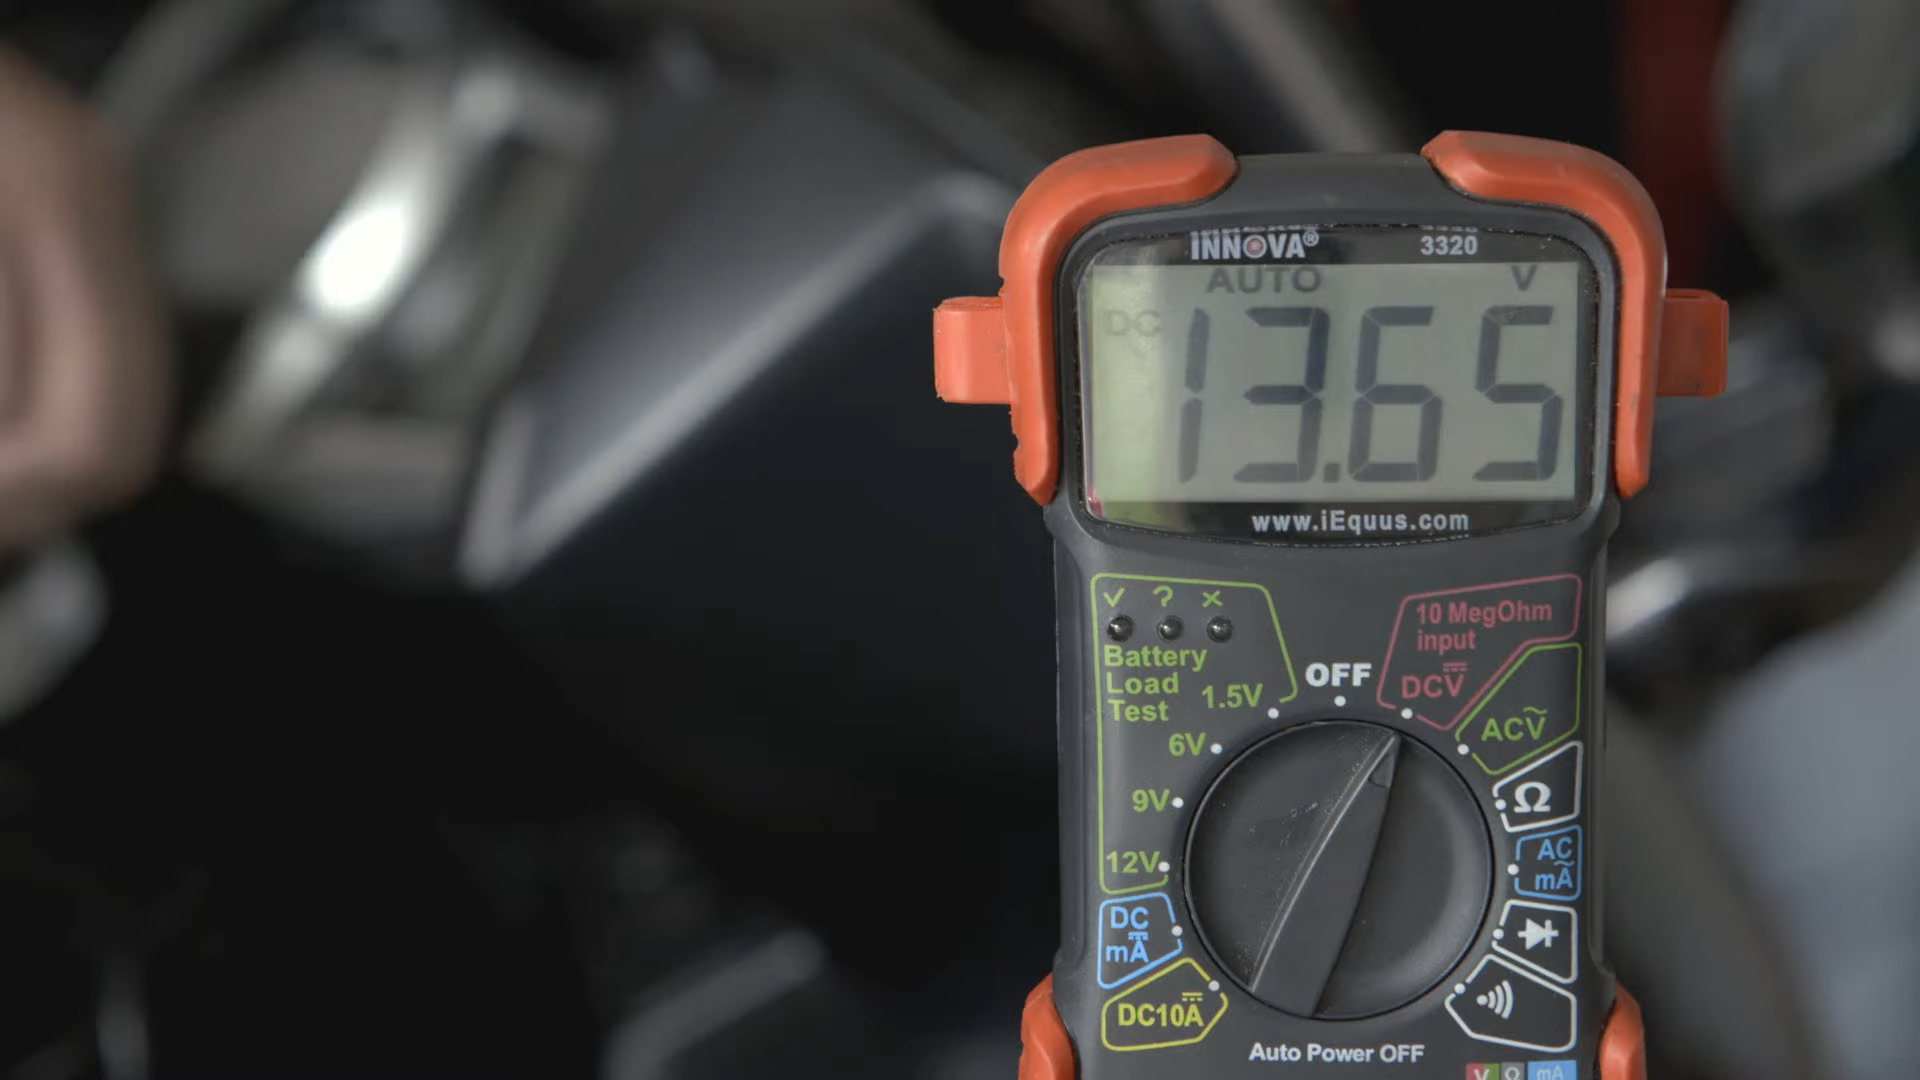 INNOVA® 3320
AUTO V
DC 13.65
www.iEquus.com
✓ ? ×
Battery
Load
Test
1.5V
6V
9V
12V
DC
mA
DC10A
OFF
10 MegOhm
input
DCV
ACV
Ω
AC
mA
Auto Power OFF
V Ω mA